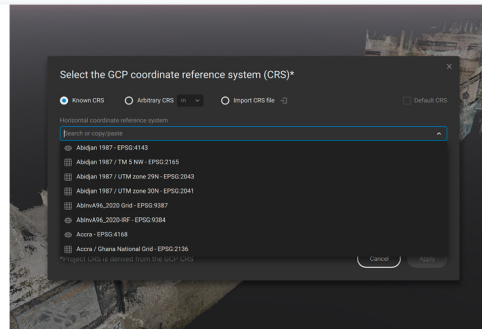 Select the GCP coordinate reference system (CRS)*
Known CRS Arbitrary CRS m Import CRS file Default CRS
Horizontal coordinate reference system
Search or copy/paste
Abidjan 1987 - EPSG:4143
Abidjan 1987 / TM 5 NW - EPSG:2165
Abidjan 1987 / UTM zone 29N - EPSG:2043
Abidjan 1987 / UTM zone 30N - EPSG:2041
AbInvA96_2020 Grid - EPSG:9387
AbInvA96_2020-IRF - EPSG:9384
Accra - EPSG:4168
Accra / Ghana National Grid - EPSG:2136
*Project CRS is derived from the GCP CRS
Cancel Apply